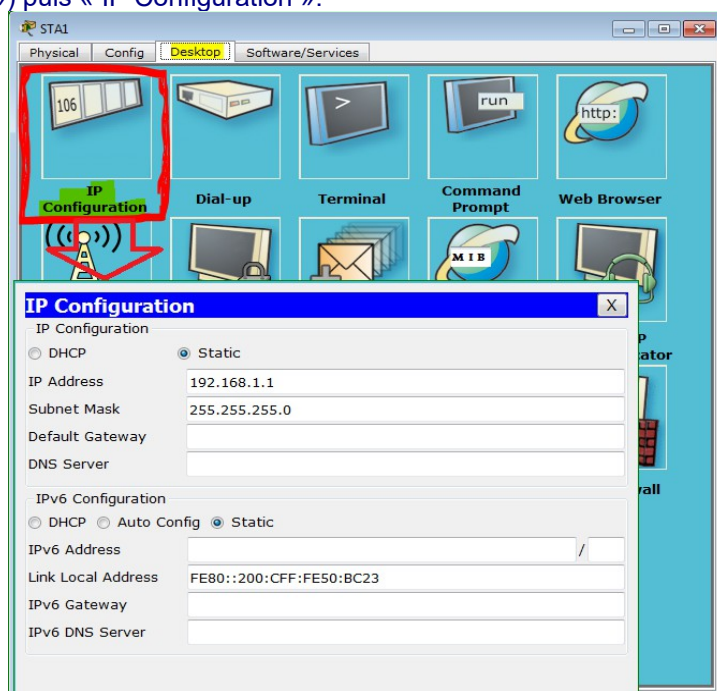 puis « IP Configuration ».
STA1
Physical Config Desktop Software/Services
106
run
http:
IP Configuration
Dial-up
Terminal
Command Prompt
Web Browser
MIB
IP Configuration X
IP Configuration
DHCP Static
IP Address 192.168.1.1
Subnet Mask 255.255.255.0
Default Gateway
DNS Server
IPv6 Configuration
DHCP Auto Config Static
IPv6 Address /
Link Local Address FE80::200:CFF:FE50:BC23
IPv6 Gateway
IPv6 DNS Server